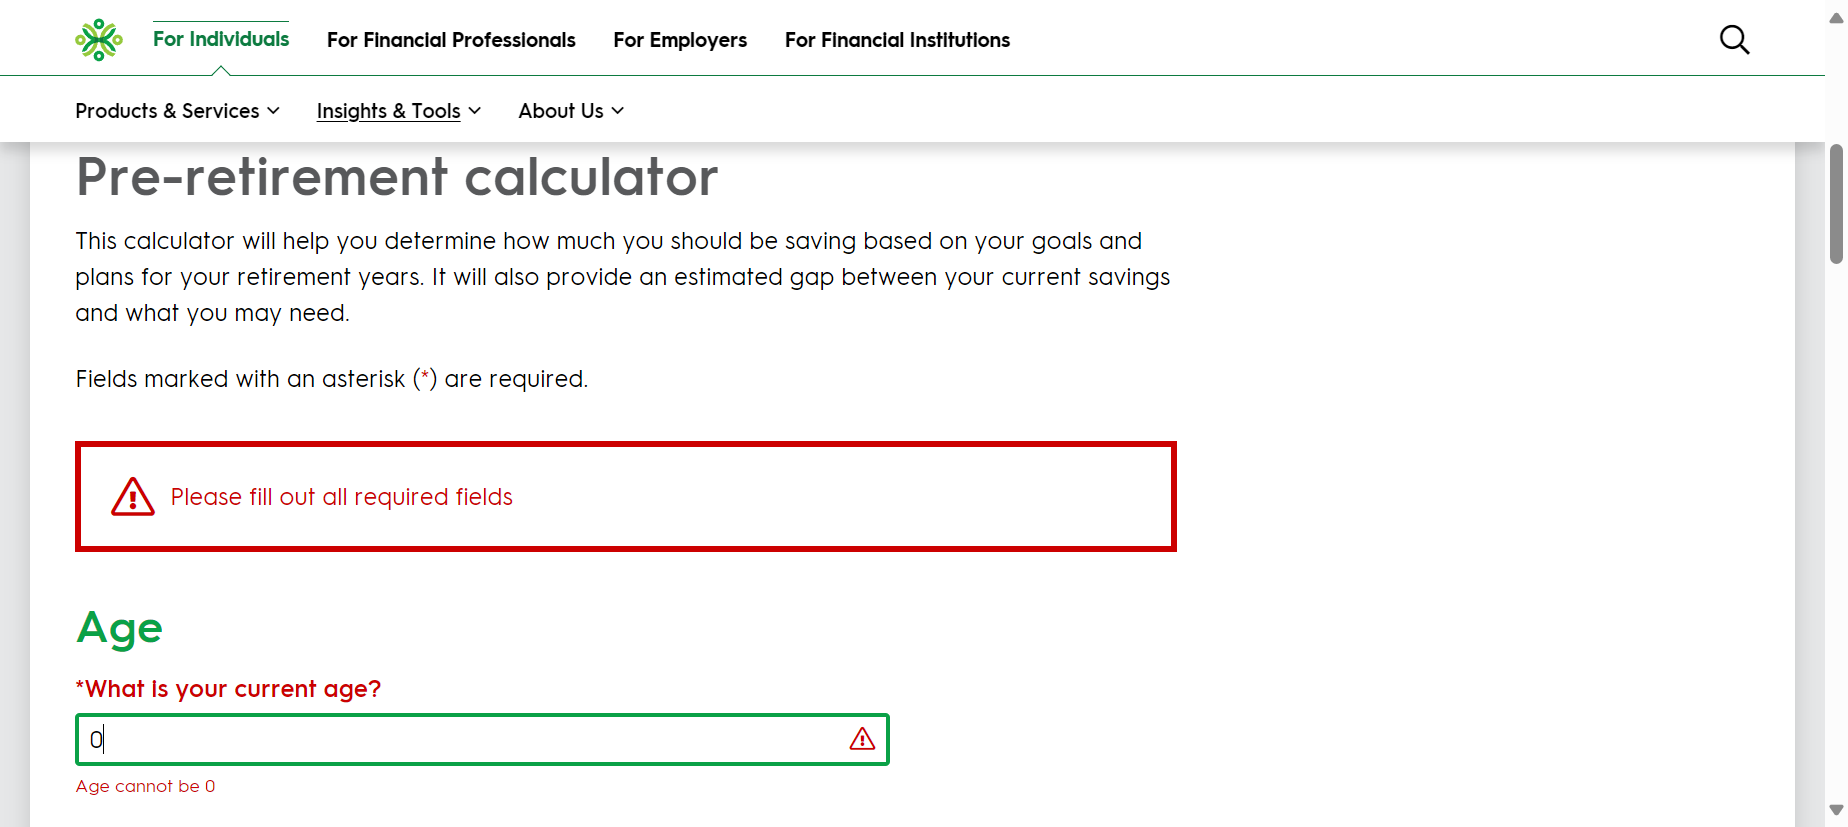 For Individuals
For Financial Professionals
For Employers
For Financial Institutions
Products & Services
Insights & Tools
About Us
Pre-retirement calculator
This calculator will help you determine how much you should be saving based on your goals and
plans for your retirement years. It will also provide an estimated gap between your current savings
and what you may need.
Fields marked with an asterisk (*) are required.
Please fill out all required fields
Age
*What is your current age?
0
Age cannot be 0